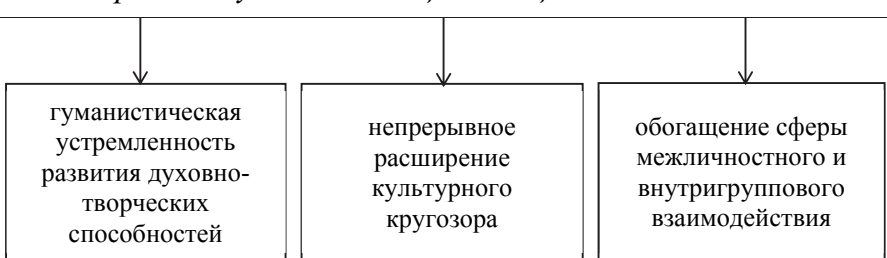 гуманистическая
устремленность
развития духовно-
творческих
способностей
непрерывное
расширение
культурного
кругозора
обогащение сферы
межличностного и
внутригруппового
взаимодействия